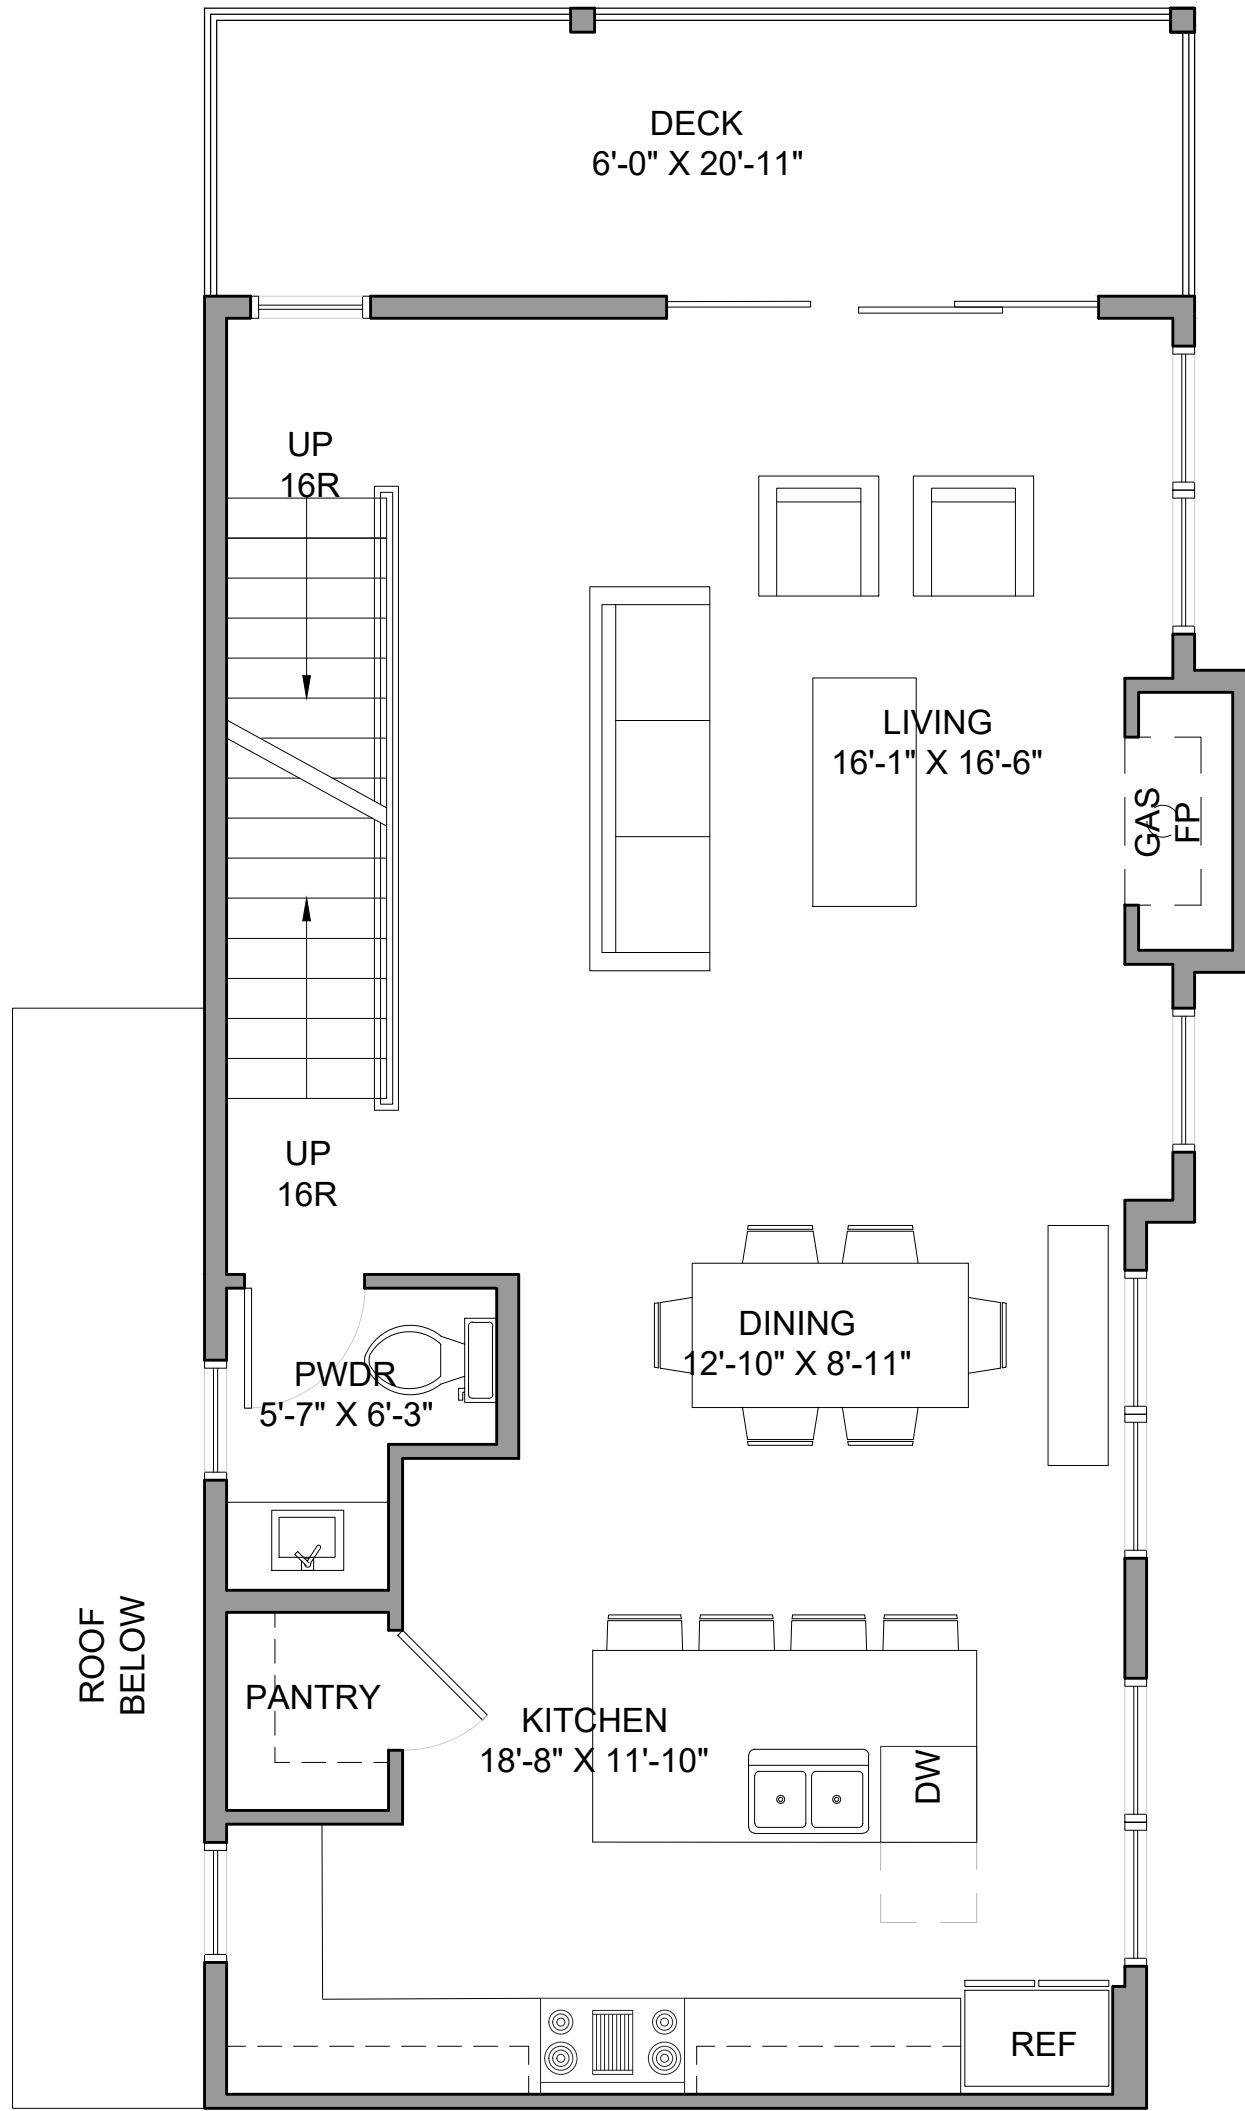 DECK
6'-0" X 20'-11"
UP
16R
LIVING
16'-1" X 16'-6"
GAS
FP
UP
16R
DINING
12'-10" X 8'-11"
PWDR
5'-7" X 6'-3"
ROOF
BELOW
PANTRY
KITCHEN
18'-8" X 11'-10"
DW
REF